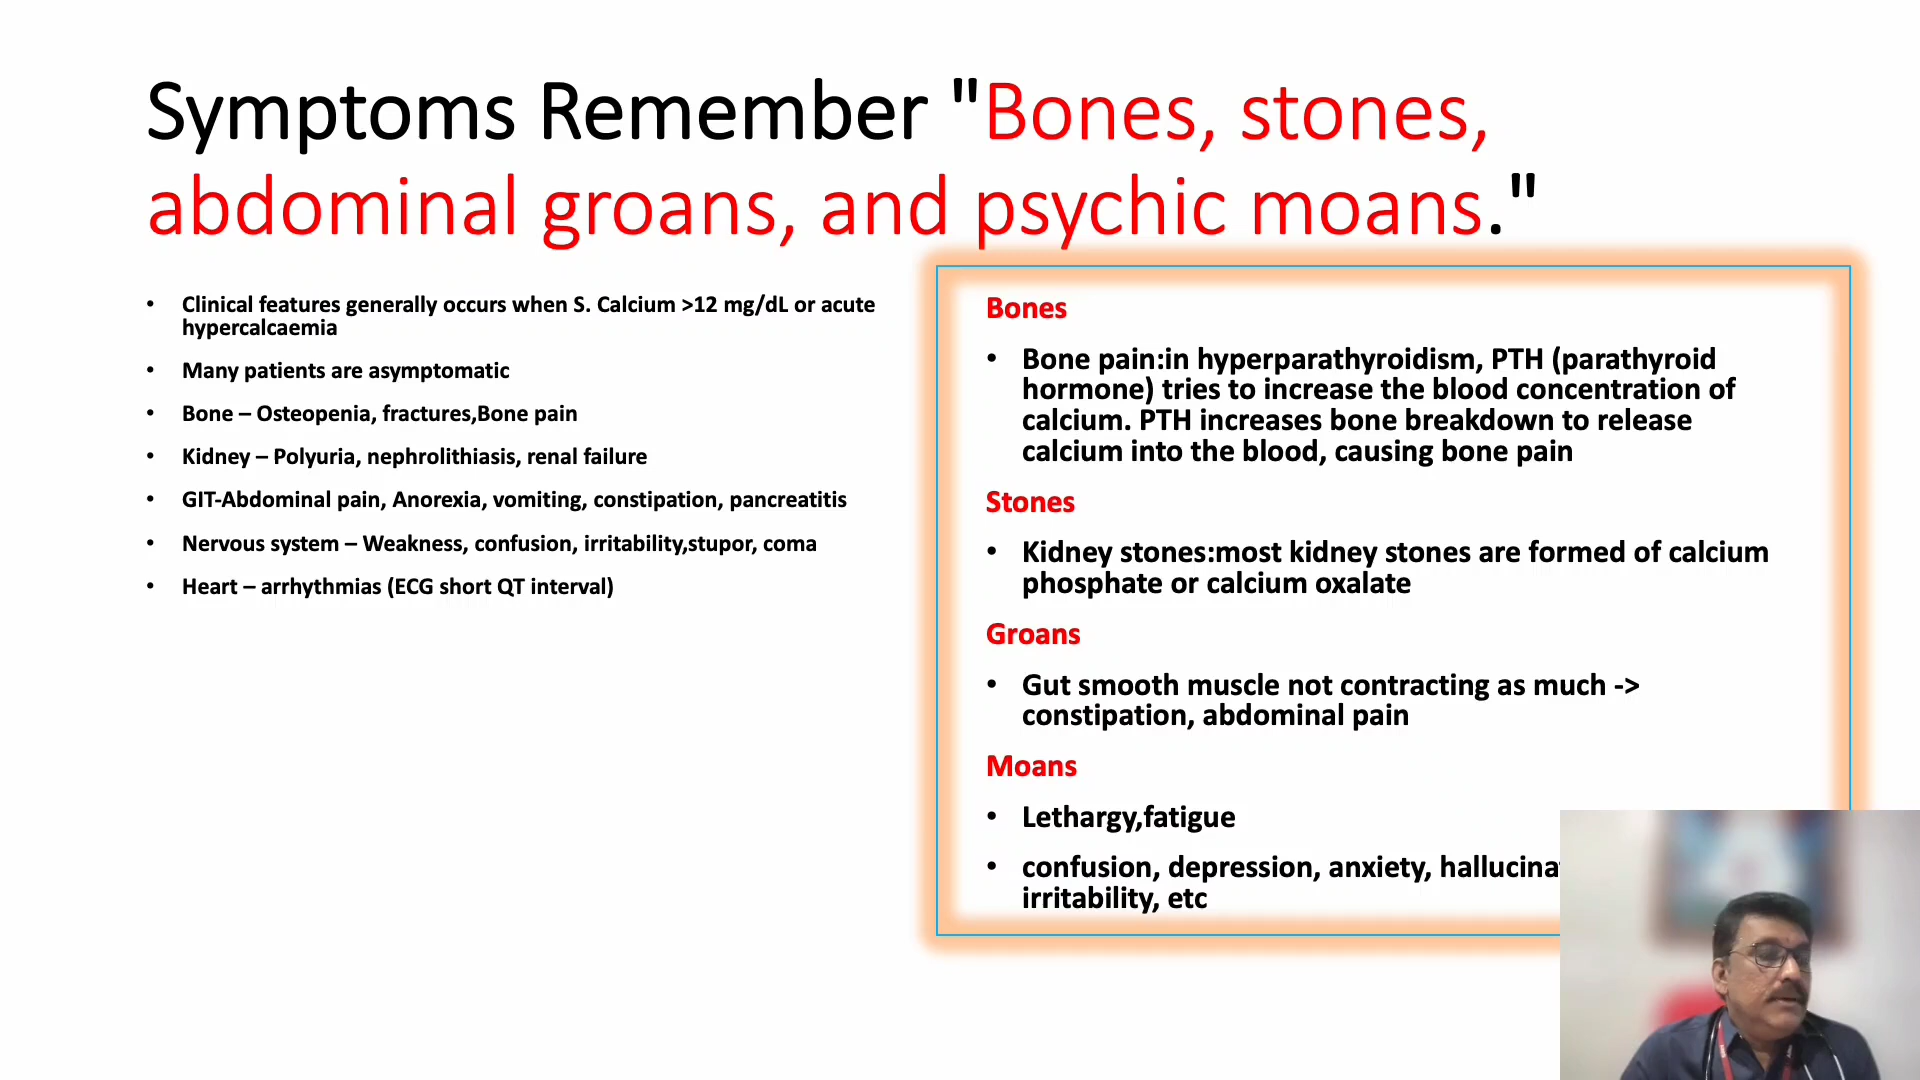 Symptoms Remember "Bones, stones,
abdominal groans, and psychic moans."
• Clinical features generally occurs when S. Calcium >12 mg/dL or acute
hypercalcaemia
• Many patients are asymptomatic
• Bone – Osteopenia, fractures,Bone pain
• Kidney – Polyuria, nephrolithiasis, renal failure
• GIT-Abdominal pain, Anorexia, vomiting, constipation, pancreatitis
• Nervous system – Weakness, confusion, irritability,stupor, coma
• Heart – arrhythmias (ECG short QT interval)
Bones
• Bone pain:in hyperparathyroidism, PTH (parathyroid
hormone) tries to increase the blood concentration of
calcium. PTH increases bone breakdown to release
calcium into the blood, causing bone pain
Stones
• Kidney stones:most kidney stones are formed of calcium
phosphate or calcium oxalate
Groans
• Gut smooth muscle not contracting as much ->
constipation, abdominal pain
Moans
• Lethargy,fatigue
• confusion, depression, anxiety,
irritability, etc